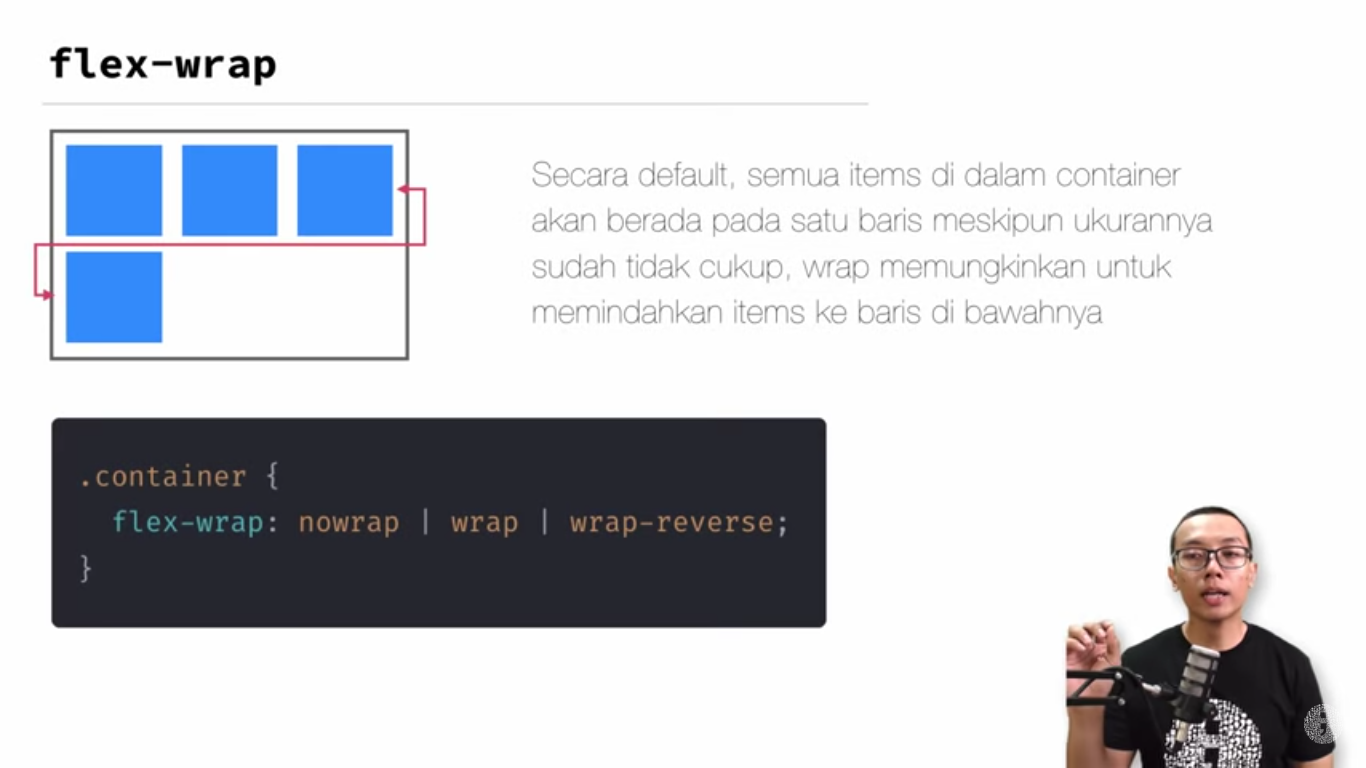 flex-wrap
Secara default, semua items di dalam container
akan berada pada satu baris meskipun ukurannya
sudah tidak cukup, wrap memungkinkan untuk
memindahkan items ke baris di bawahnya
.container {
  flex-wrap: nowrap | wrap | wrap-reverse;
}